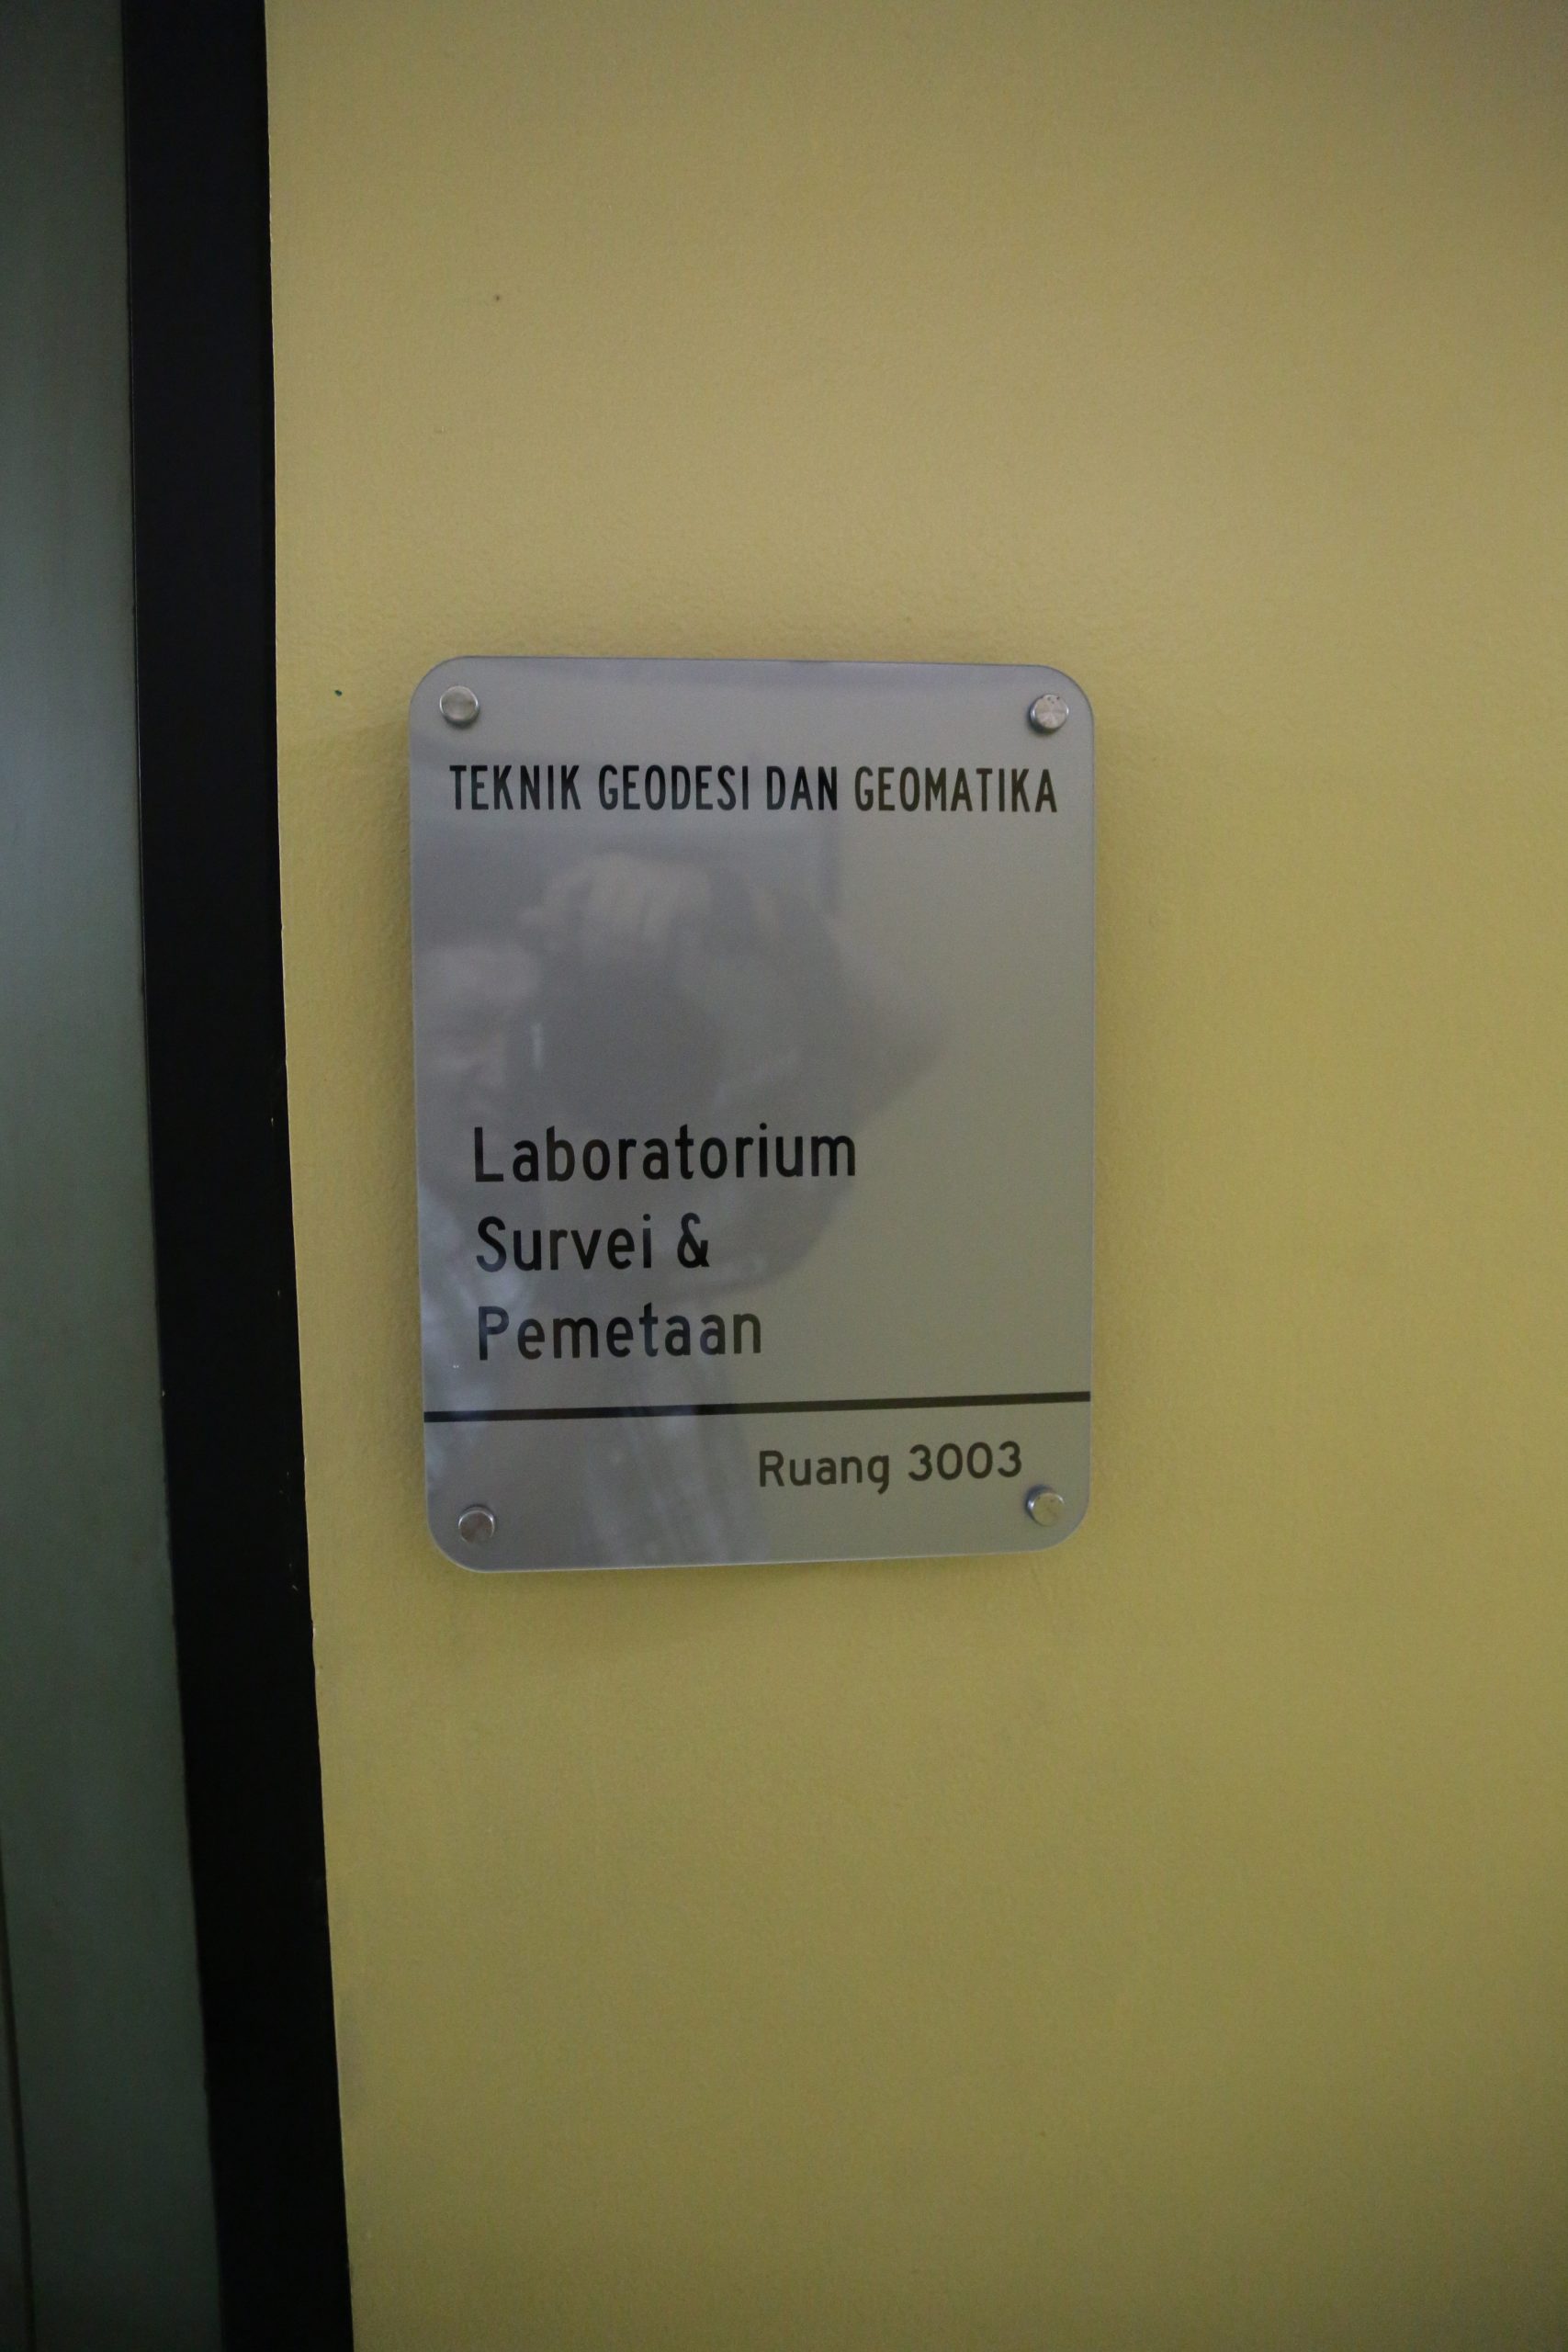 TEKNIK GEODESI DAN GEOMATIKA
Laboratorium
Survei &
Pemetaan
Ruang 3003